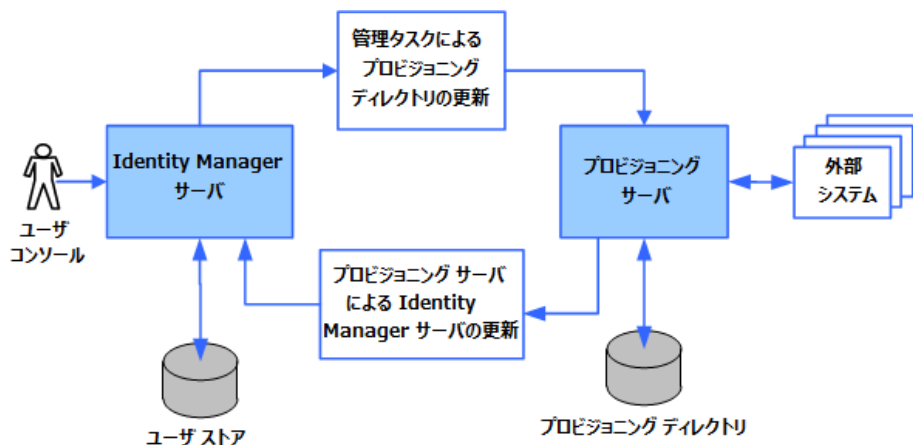 管理タスクによる
プロビジョニング
ディレクトリの更新
Identity Manager
サーバ
プロビジョニング
サーバ
外部
システム
ユーザ
コンソール
プロビジョニング サーバ
による Identity
Manager サーバの更新
ユーザ ストア
プロビジョニング ディレクトリ